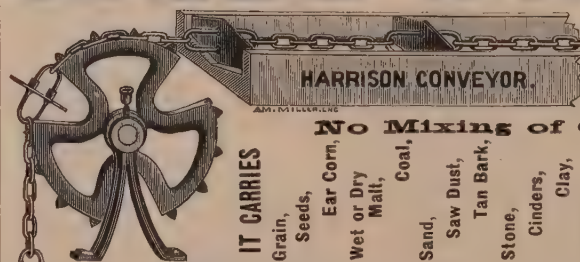 HARRISON CONVEYOR.
AM. MILLER. ENG
No Mixing of
IT CARRIES
Grain,
Seeds,
Ear Corn,
Wet or Dry
Malt,
Coal,
Sand,
Saw Dust,
Tan Bark,
Stone,
Cinders,
Clay,